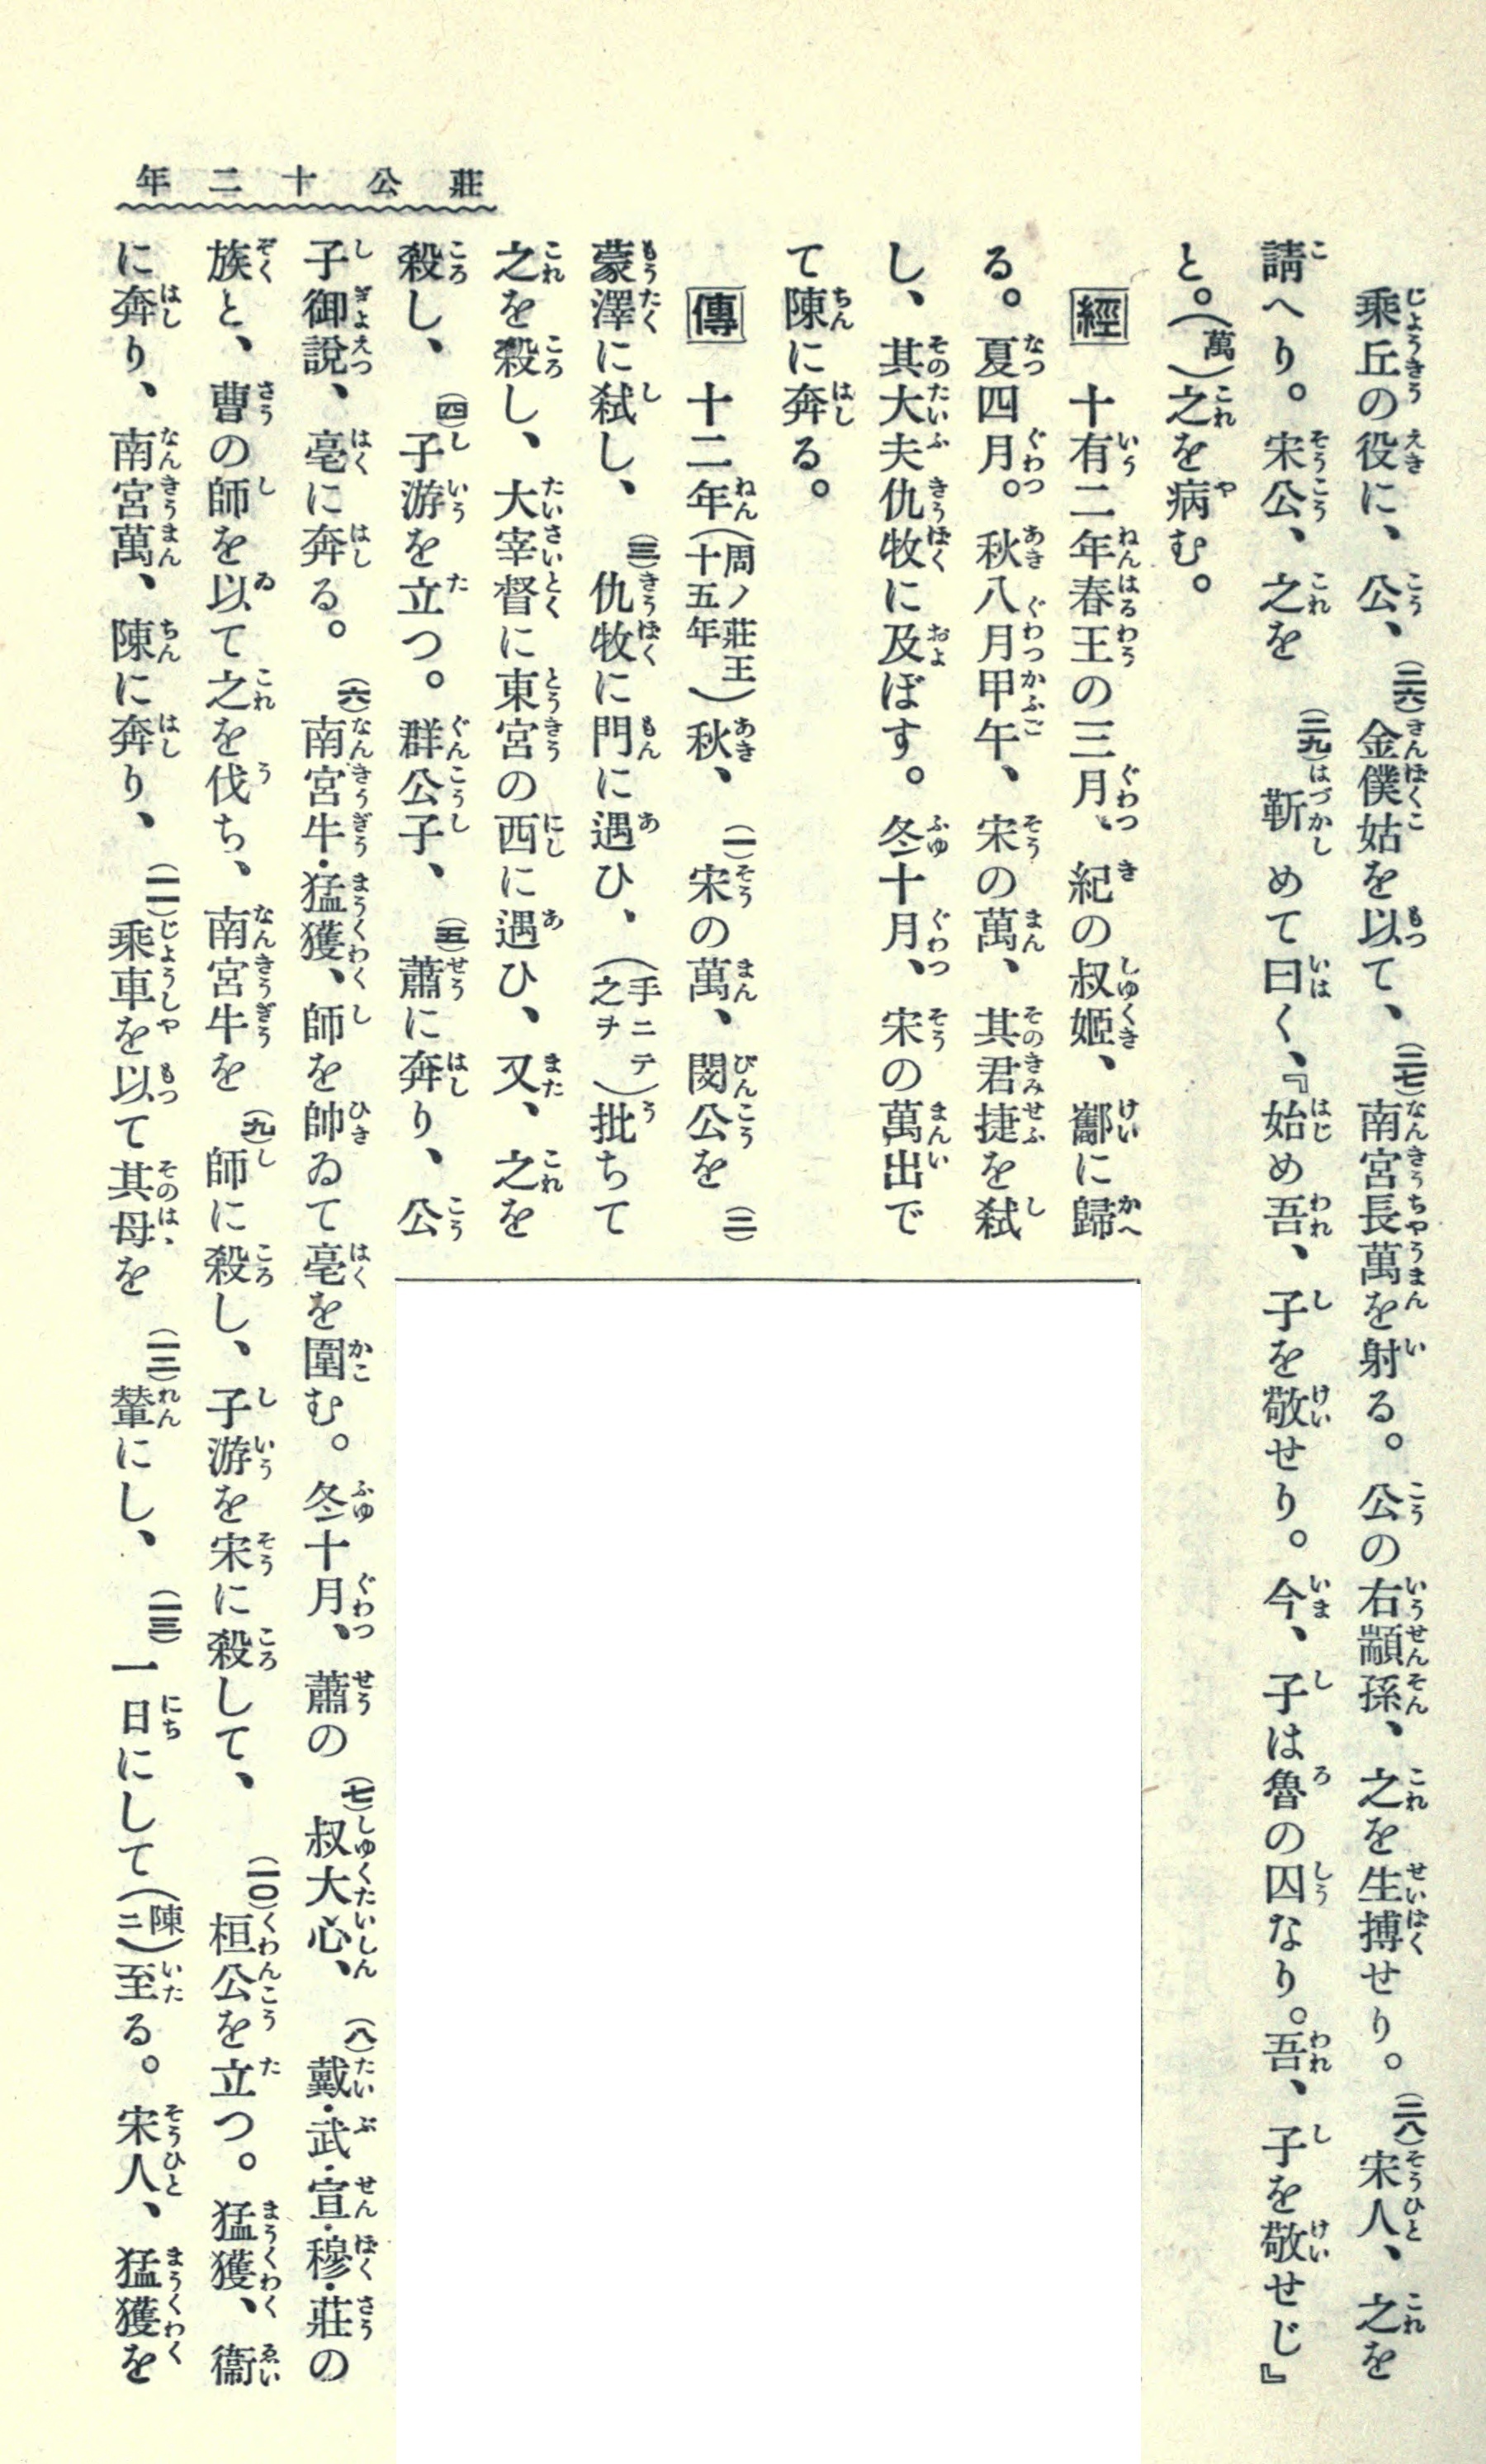 莊公十二年
乘丘の役に、公、(二六)金僕姑を以て、(二七)南宮長萬を射る。公の右顓孫、之を生搏せり。(二八)宋人、之を
請へり。宋公、之を(二九)靳めて曰く、『始め吾、子を敬せり。今、子は魯の囚なり。吾、子を敬せじ』
と。(萬)之を病む。
經 十有二年春王の三月、紀の叔姬、酅に歸
る。夏四月。秋八月甲午、宋の萬、其君捷を弑
し、其大夫仇牧に及ぼす。冬十月、宋の萬出で
て陳に奔る。
傳 十二年(周ノ莊王十五年)秋、(一)宋の萬、閔公を(二)
蒙澤に弑し、(三)仇牧に門に遇ひ、(手ニテ之ヲ)批ちて
之を殺し、大宰督に東宮の西に遇ひ、又、之を
殺し、(四)子游を立つ。群公子、(五)蕭に奔り、公
子御說、亳に奔る。(六)南宮牛・猛獲、師を帥ゐて亳を圍む。冬十月、蕭の(七)叔大心、(八)戴・武・宣・穆・莊の
族と、曹の師を以て之を伐ち、南宮牛を(九)師に殺し、子游を宋に殺して、(一〇)桓公を立つ。猛獲、衞
に奔り、南宮萬、陳に奔り、(一一)乘車を以て其母を(一二)輦にし、(一三)一日にして(陳ニ)至る。宋人、猛獲を